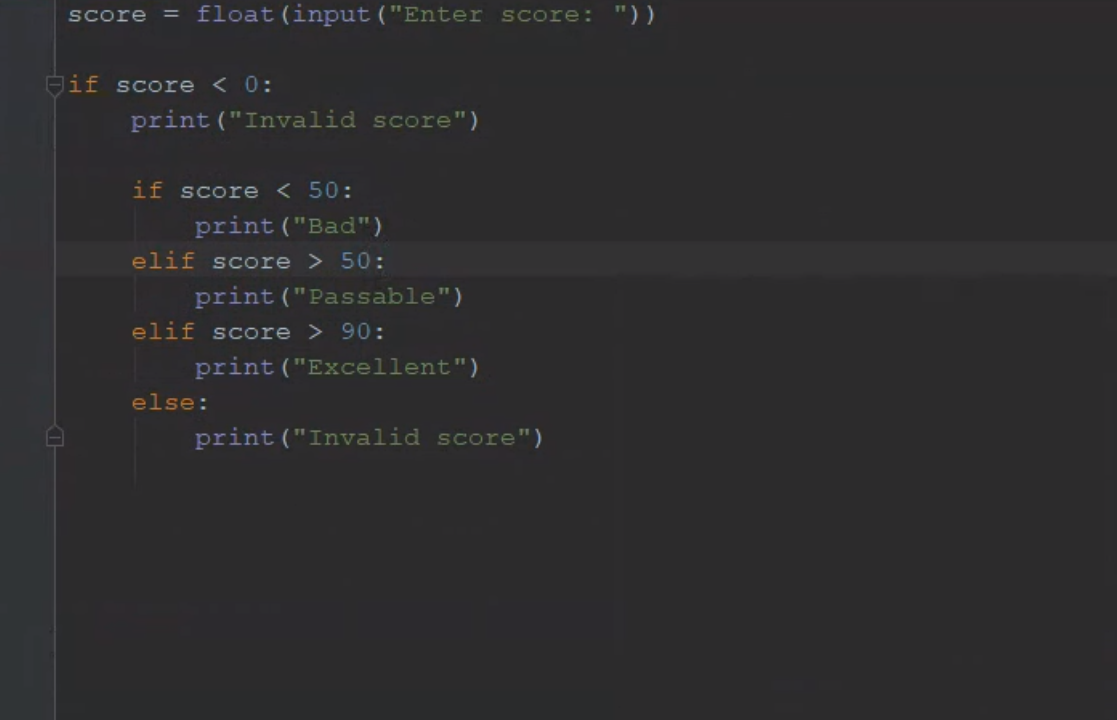 score = float(input("Enter score: "))
if score < 0:
    print("Invalid score")
    if score < 50:
        print("Bad")
    elif score > 50:
        print("Passable")
    elif score > 90:
        print("Excellent")
    else:
        print("Invalid score")